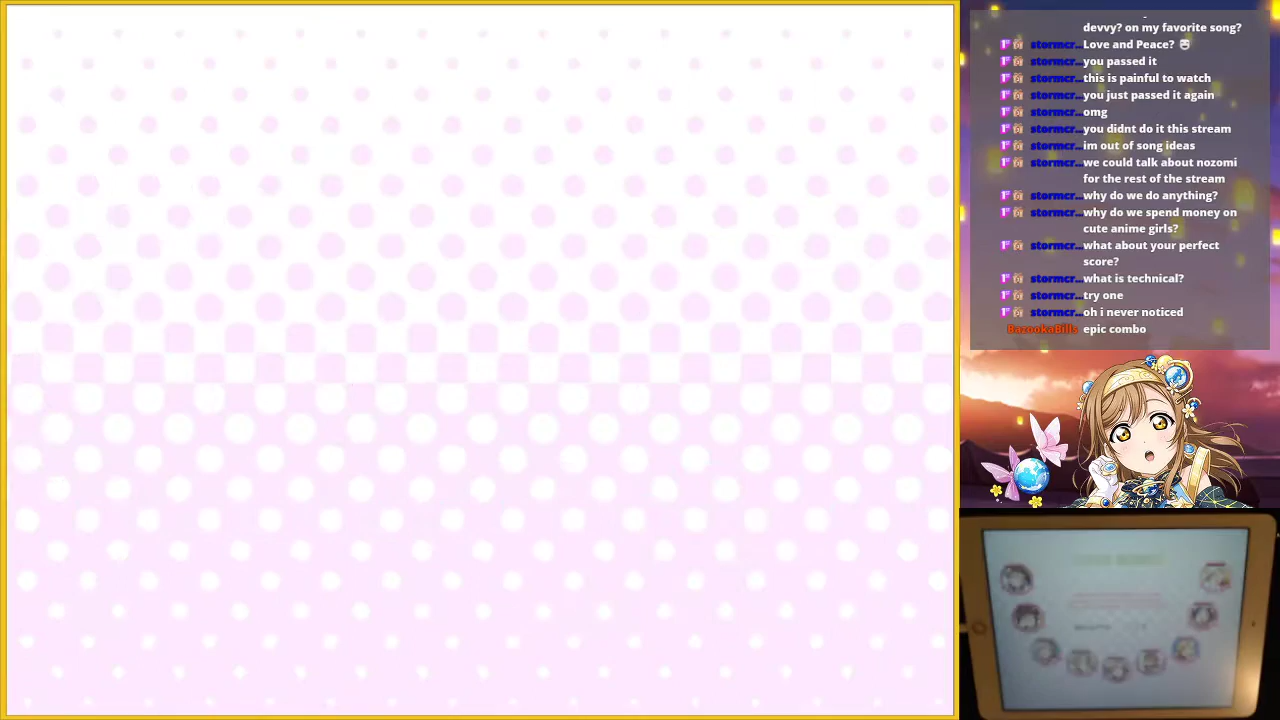 devvy? on my favorite song?
stormcr... Love and Peace?
stormcr... you passed it
stormcr... this is painful to watch
stormcr... you just passed it again
stormcr... omg
stormcr... you didnt do it this stream
stormcr... im out of song ideas
stormcr... we could talk about nozomi
for the rest of the stream
stormcr... why do we do anything?
stormcr... why do we spend money on
cute anime girls?
stormcr... what about your perfect
score?
stormcr... what is technical?
stormcr... try one
stormcr... oh i never noticed
BazookaBills epic combo